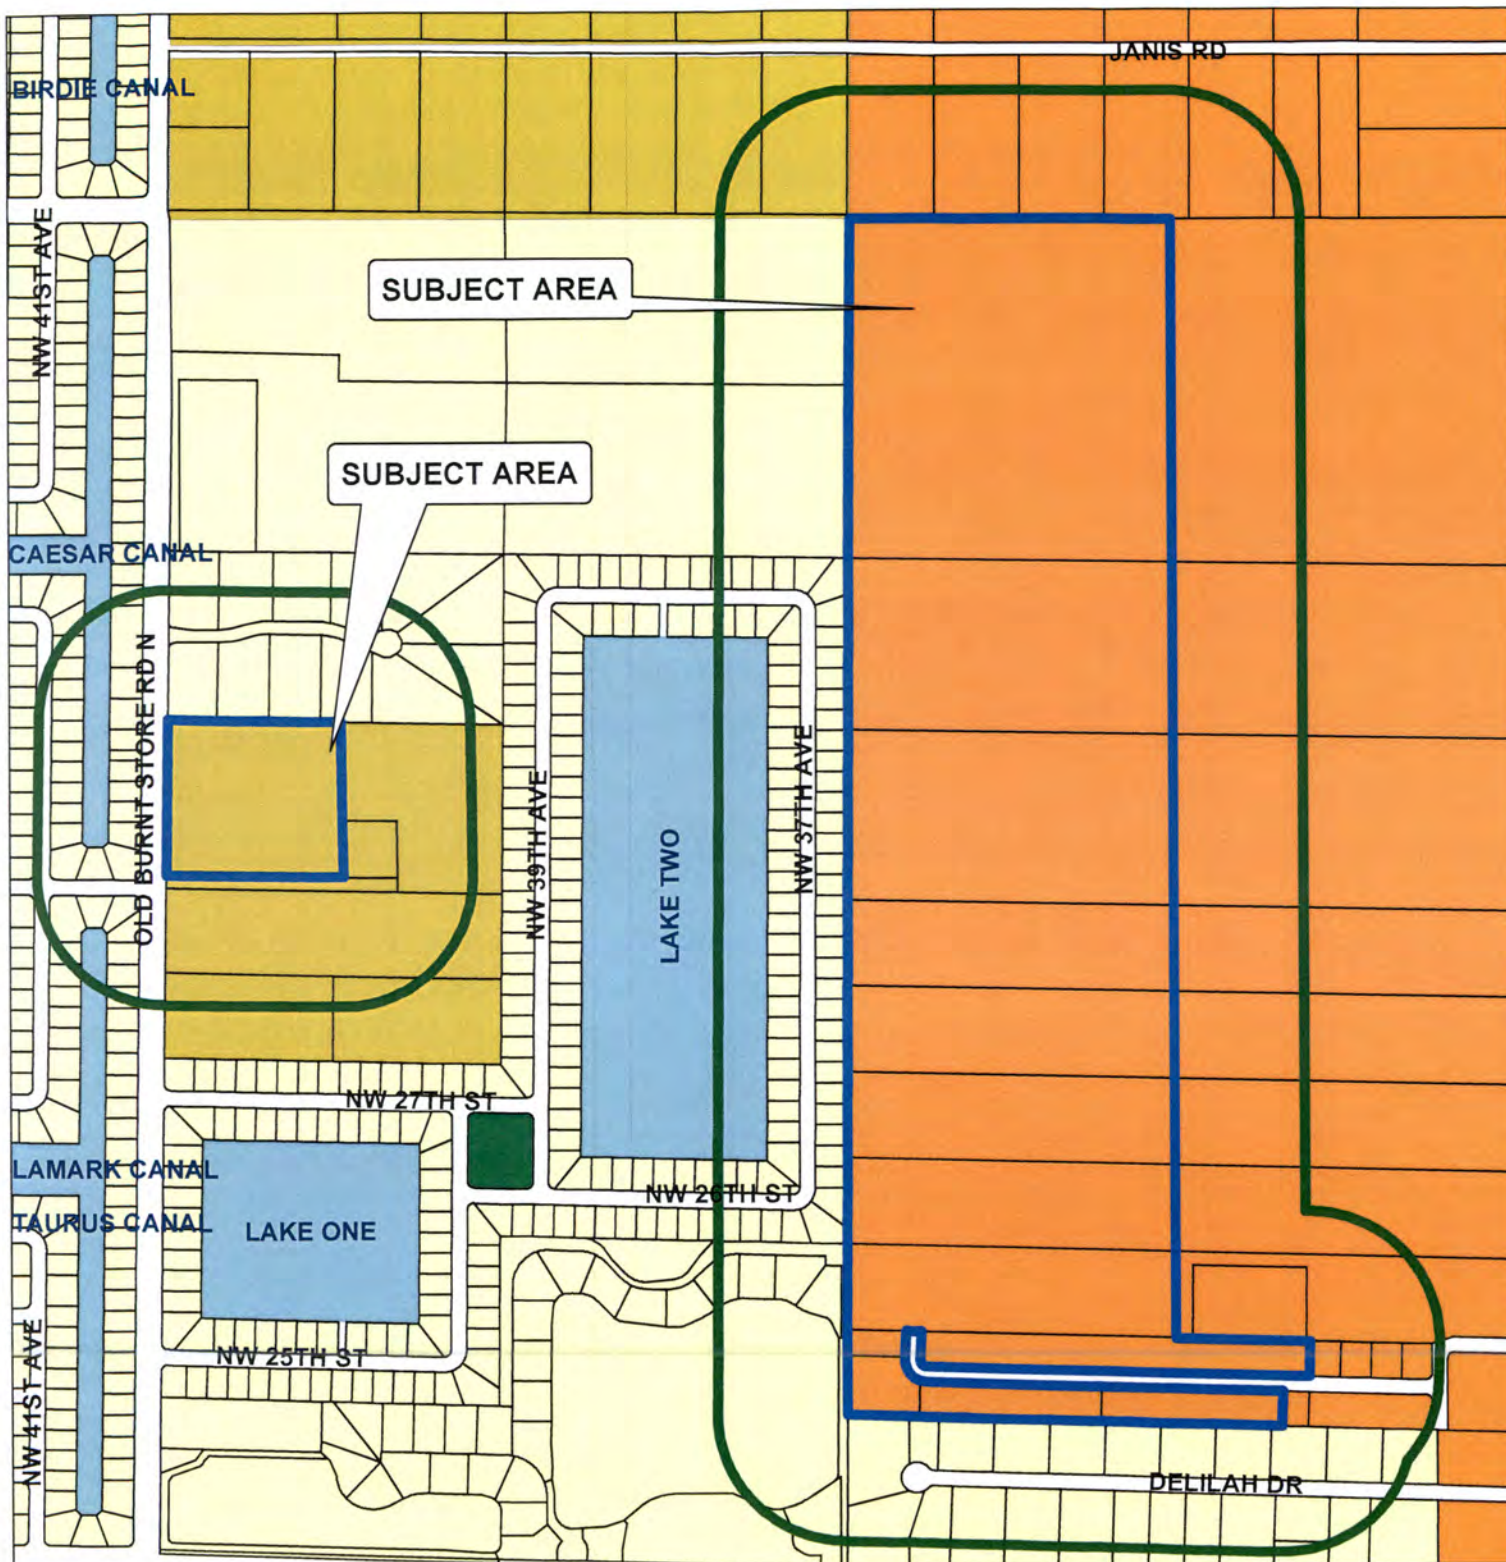 JANIS RD
BIRDIE CANAL
NW 41ST AVE
SUBJECT AREA
SUBJECT AREA
CAESAR CANAL
OLD BURNT STORE RD N
NW 39TH AVE
LAKE TWO
NW 37TH AVE
NW 27TH ST
LAMARK CANAL
NW 26TH ST
TAURUS CANAL
LAKE ONE
NW 25TH ST
NW 41ST AVE
DELILAH DR